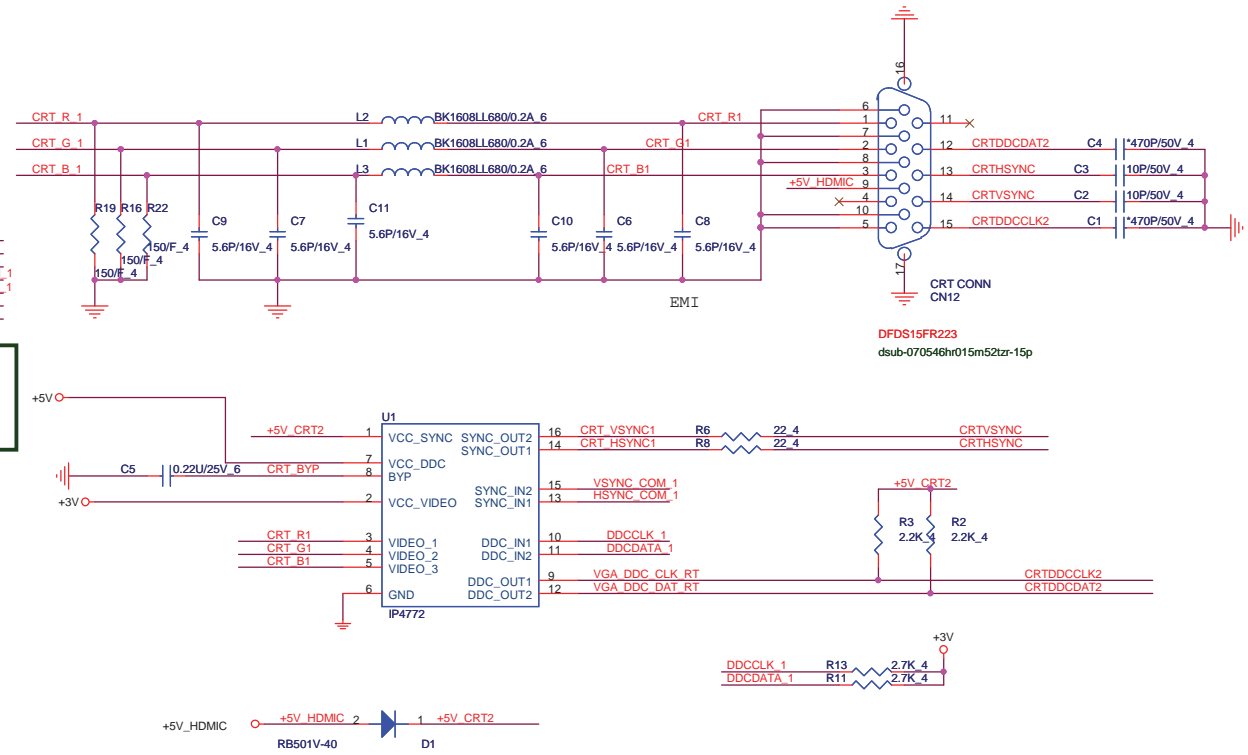 16
CRT_R_1 L2 BK1608LL680/0.2A_6 CRT_R1
CRT_G_1 L1 BK1608LL680/0.2A_6 CRT_G1
CRT_B_1 L3 BK1608LL680/0.2A_6 CRT_B1
+5V_HDMIC
6
1
7
2
8
3
9
4
10
5
11
12 CRTDDCDAT2 C4 *470P/50V_4
13 CRTHSYNC C3 10P/50V_4
14 CRTVSYNC C2 10P/50V_4
15 CRTDDCCLK2 C1 *470P/50V_4
R19 R16 R22
150/F_4
150/F_4
C9 5.6P/16V_4
C7 5.6P/16V_4
C11 5.6P/16V_4
C10 5.6P/16V_4
C6 5.6P/16V_4
C8 5.6P/16V_4
EMI
17
CRT CONN
CN12
DFDS15FR223
dsub-070546hr015m52tzr-15p
_1
_1
+5V
U1
+5V_CRT2 1 VCC_SYNC
7 VCC_DDC
C5 0.22U/25V_6 CRT_BYP 8 BYP
+3V 2 VCC_VIDEO
CRT_R1 3 VIDEO_1
CRT_G1 4 VIDEO_2
CRT_B1 5 VIDEO_3
6 GND
SYNC_OUT2 16 CRT_VSYNC1 R6 22_4 CRTVSYNC
SYNC_OUT1 14 CRT_HSYNC1 R8 22_4 CRTHSYNC
SYNC_IN2 15 VSYNC_COM_1
SYNC_IN1 13 HSYNC_COM_1
DDC_IN1 10 DDCCLK_1
DDC_IN2 11 DDCDATA_1
DDC_OUT1 9 VGA_DDC_CLK_RT CRTDDCCLK2
DDC_OUT2 12 VGA_DDC_DAT_RT CRTDDCDAT2
IP4772
+5V_CRT2
R3 R2
2.2K_4 2.2K_4
+3V
DDCCLK_1 R13 2.7K_4
DDCDATA_1 R11 2.7K_4
+5V_HDMIC +5V_HDMIC 2 1 +5V_CRT2
RB501V-40 D1